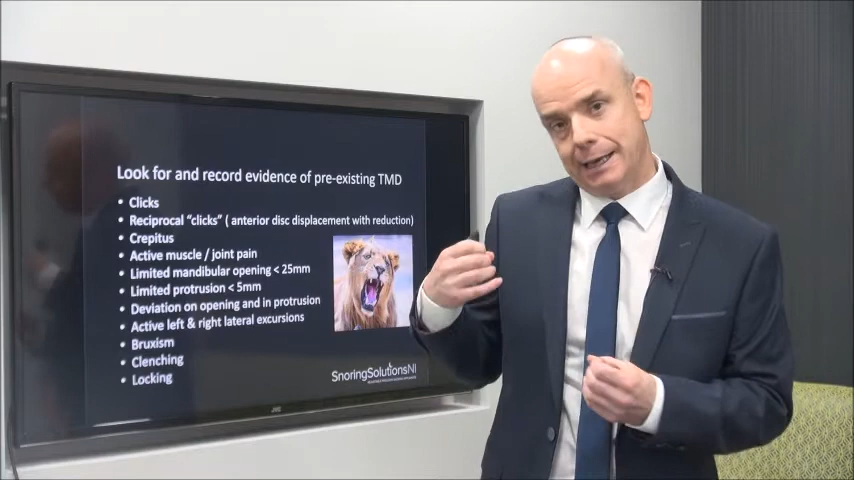 Look for and record evidence of pre-existing TMD
• Clicks
• Reciprocal “clicks” ( anterior disc displacement with reduction)
• Crepitus
• Active muscle / joint pain
• Limited mandibular opening < 25mm
• Limited protrusion < 5mm
• Deviation on opening and in protrusion
• Active left & right lateral excursions
• Bruxism
• Clenching
• Locking
SnoringSolutionsNI
JVC